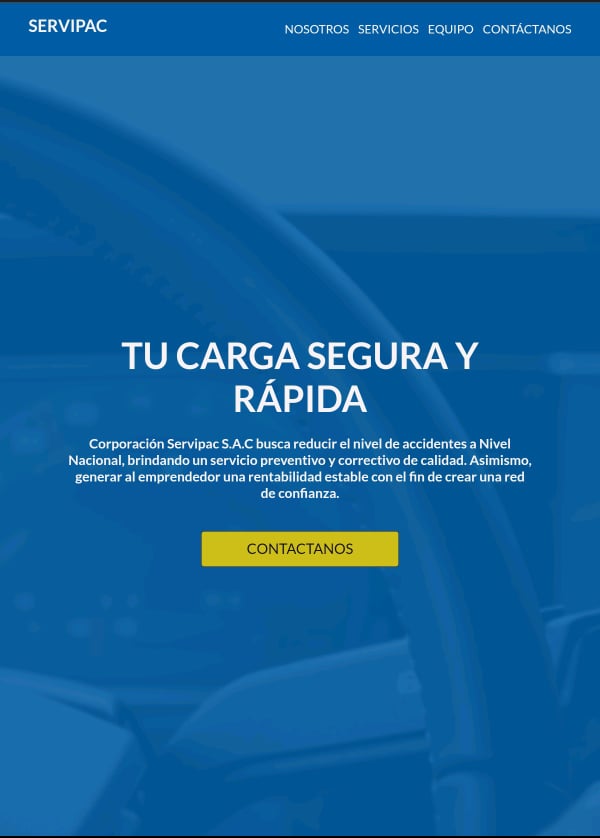 SERVIPAC
NOSOTROS SERVICIOS EQUIPO CONTÁCTANOS
TU CARGA SEGURA Y
RÁPIDA
Corporación Servipac S.A.C busca reducir el nivel de accidentes a Nivel
Nacional, brindando un servicio preventivo y correctivo de calidad. Asimismo,
generar al emprendedor una rentabilidad estable con el fin de crear una red
de confianza.
CONTACTANOS